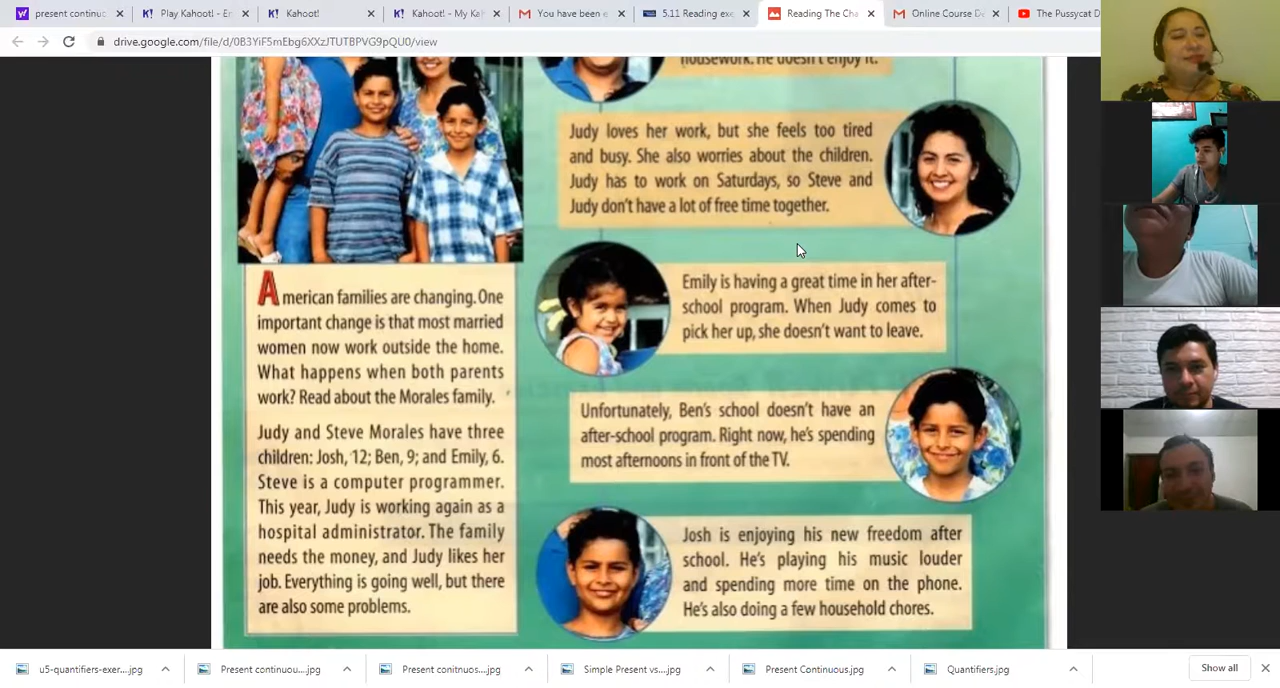 present continuo
Play Kahoot! - En
Kahoot!
Kahoot! - My Kah
You have been e
5.11 Reading exe
Reading The Cha
Online Course De
The Pussycat D
drive.google.com/file/d/0B3YiF5mEbg6XXzJTUTBPVG9pQU0/view
housework. He doesn't enjoy it.
Judy loves her work, but she feels too tired
and busy. She also worries about the children.
Judy has to work on Saturdays, so Steve and
Judy don't have a lot of free time together.
Emily is having a great time in her after-
school program. When Judy comes to
pick her up, she doesn't want to leave.
American families are changing. One
important change is that most married
women now work outside the home.
What happens when both parents
work? Read about the Morales family.
Judy and Steve Morales have three
children: Josh, 12; Ben, 9; and Emily, 6.
Steve is a computer programmer.
This year, Judy is working again as a
hospital administrator. The family
needs the money, and Judy likes her
job. Everything is going well, but there
are also some problems.
Unfortunately, Ben's school doesn't have an
after-school program. Right now, he's spending
most afternoons in front of the TV.
Josh is enjoying his new freedom after
school. He's playing his music louder
and spending more time on the phone.
He's also doing a few household chores.
u5-quantifiers-exer....jpg
Present continuou....jpg
Present conitnuos....jpg
Simple Present vs....jpg
Present Continuous.jpg
Quantifiers.jpg
Show all